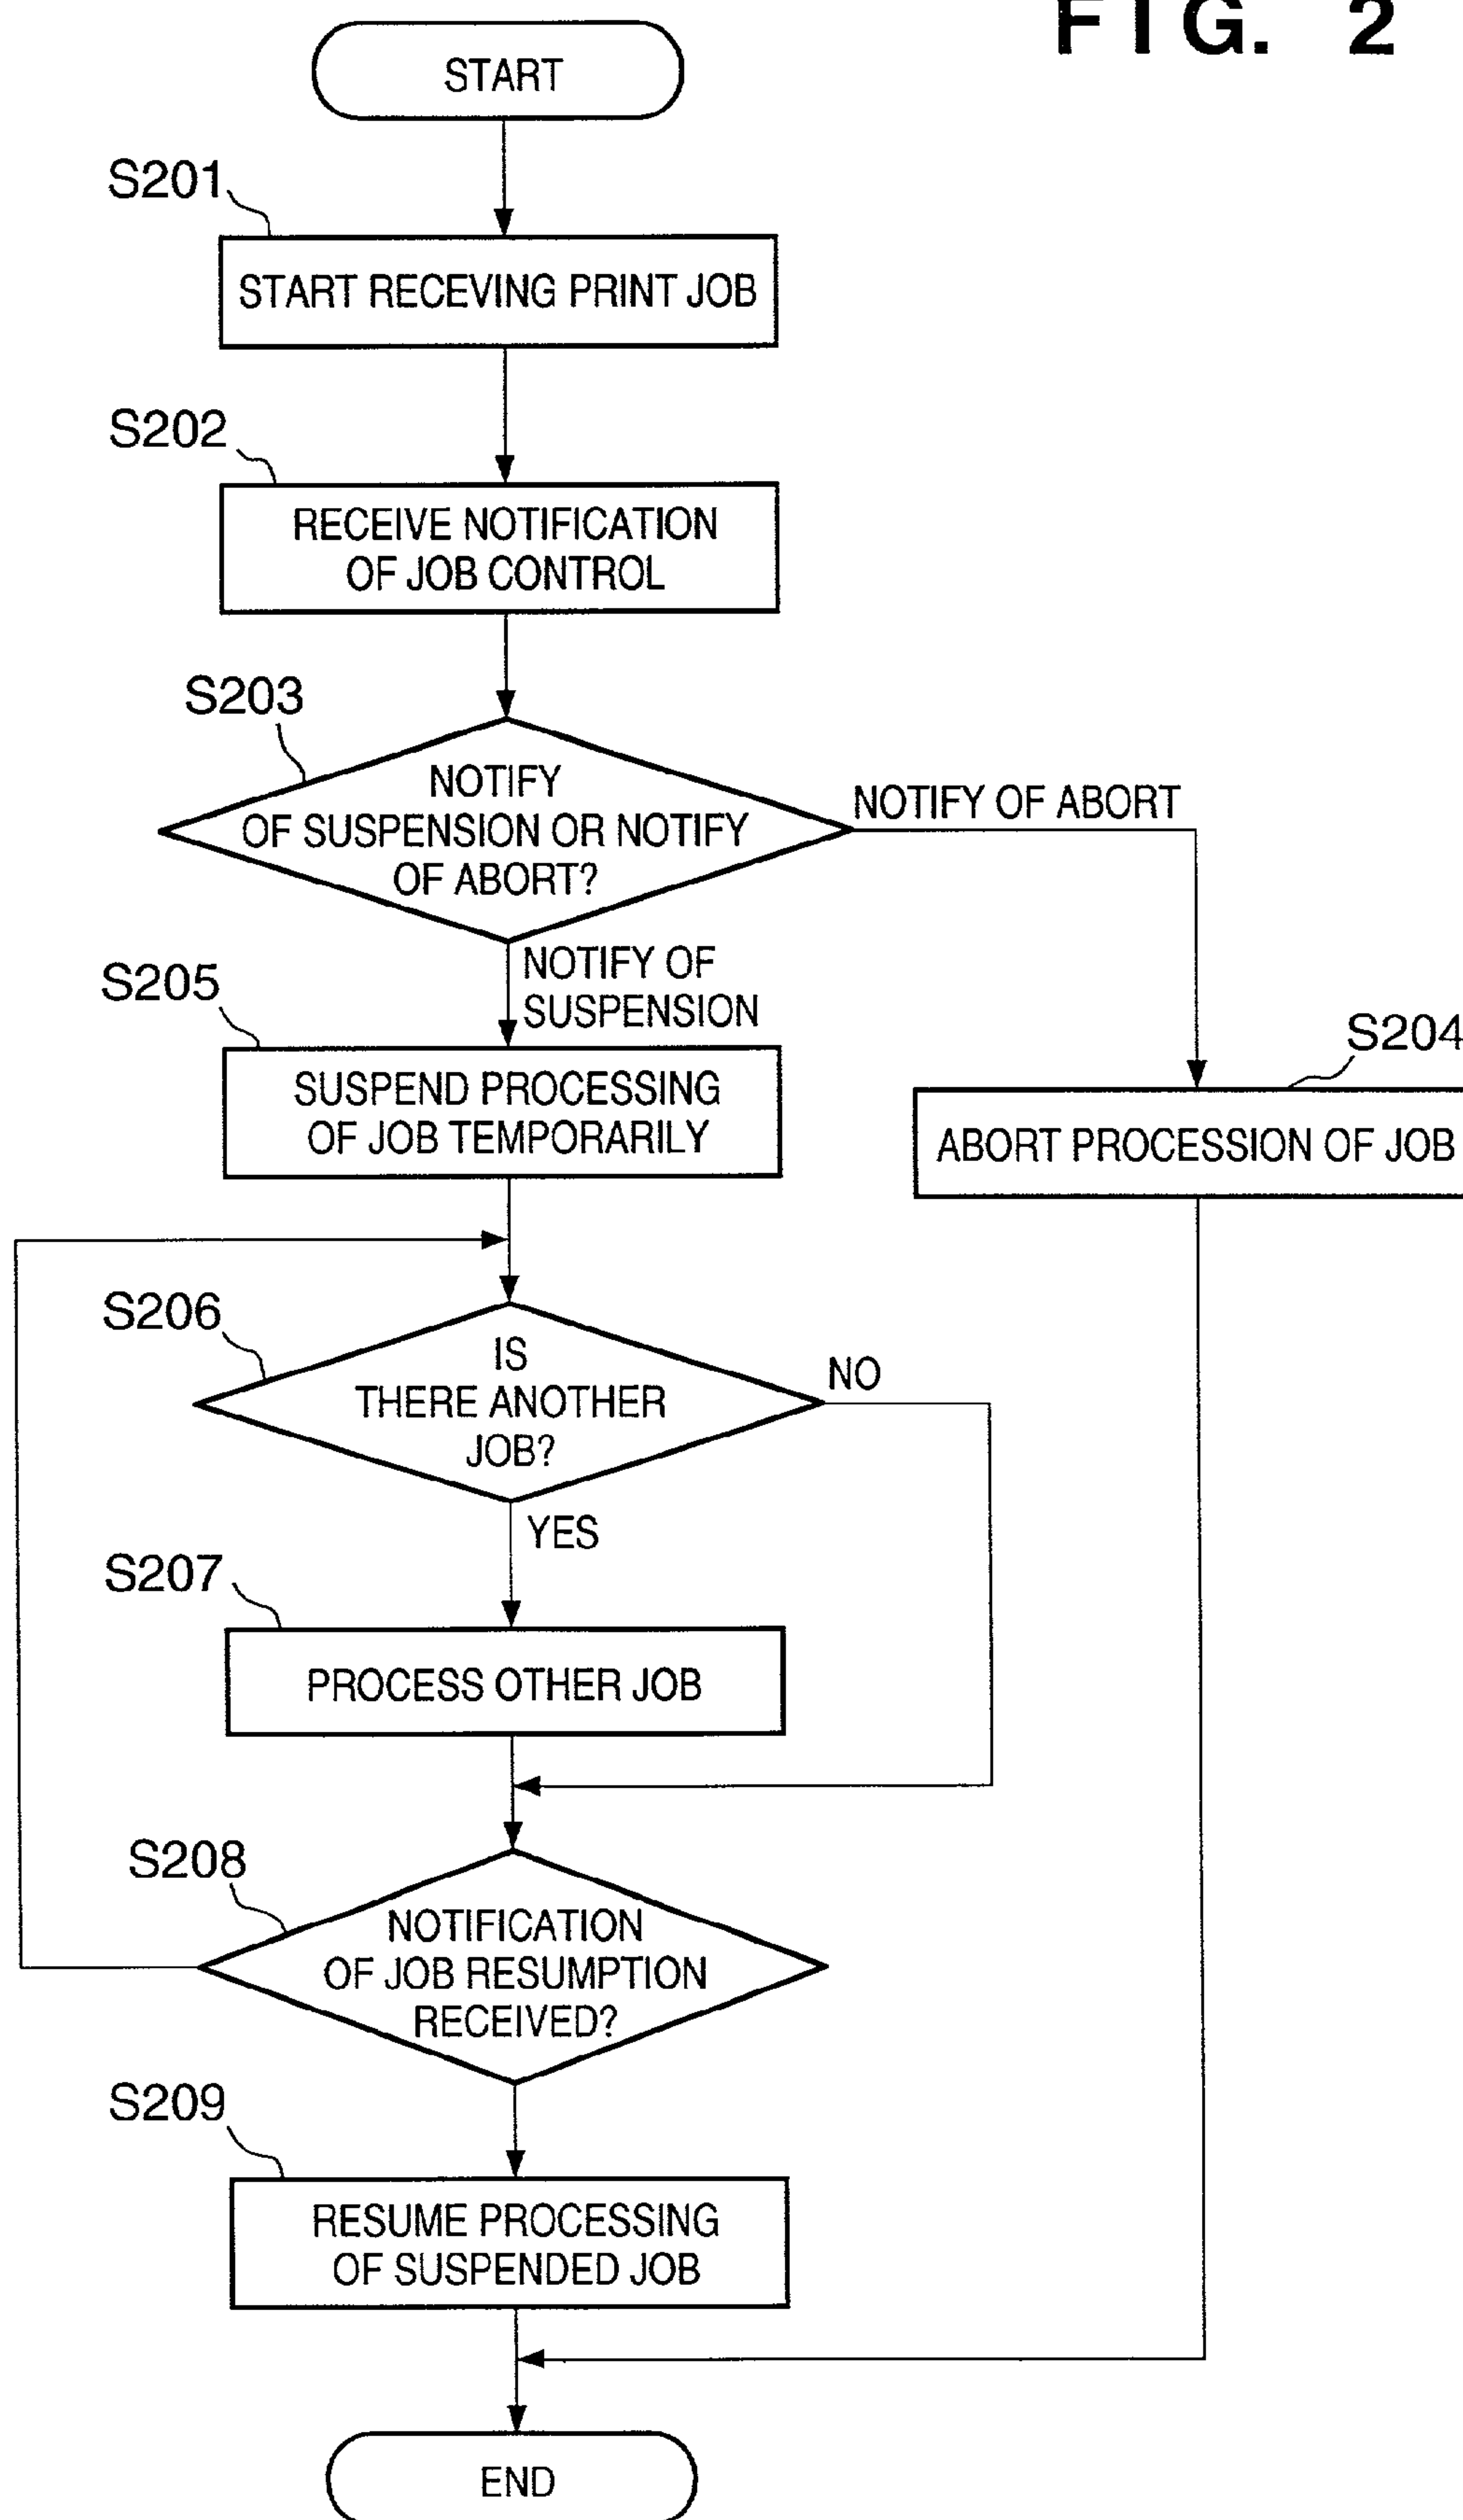 FIG. 2
START
S201
START RECEVING PRINT JOB
S202
RECEIVE NOTIFICATION
OF JOB CONTROL
S203
NOTIFY
OF SUSPENSION OR NOTIFY
OF ABORT?
NOTIFY OF ABORT
NOTIFY OF
SUSPENSION
S205
SUSPEND PROCESSING
OF JOB TEMPORARILY
S204
ABORT PROCESSION OF JOB
S206
IS
THERE ANOTHER
JOB?
NO
YES
S207
PROCESS OTHER JOB
S208
NOTIFICATION
OF JOB RESUMPTION
RECEIVED?
S209
RESUME PROCESSING
OF SUSPENDED JOB
END